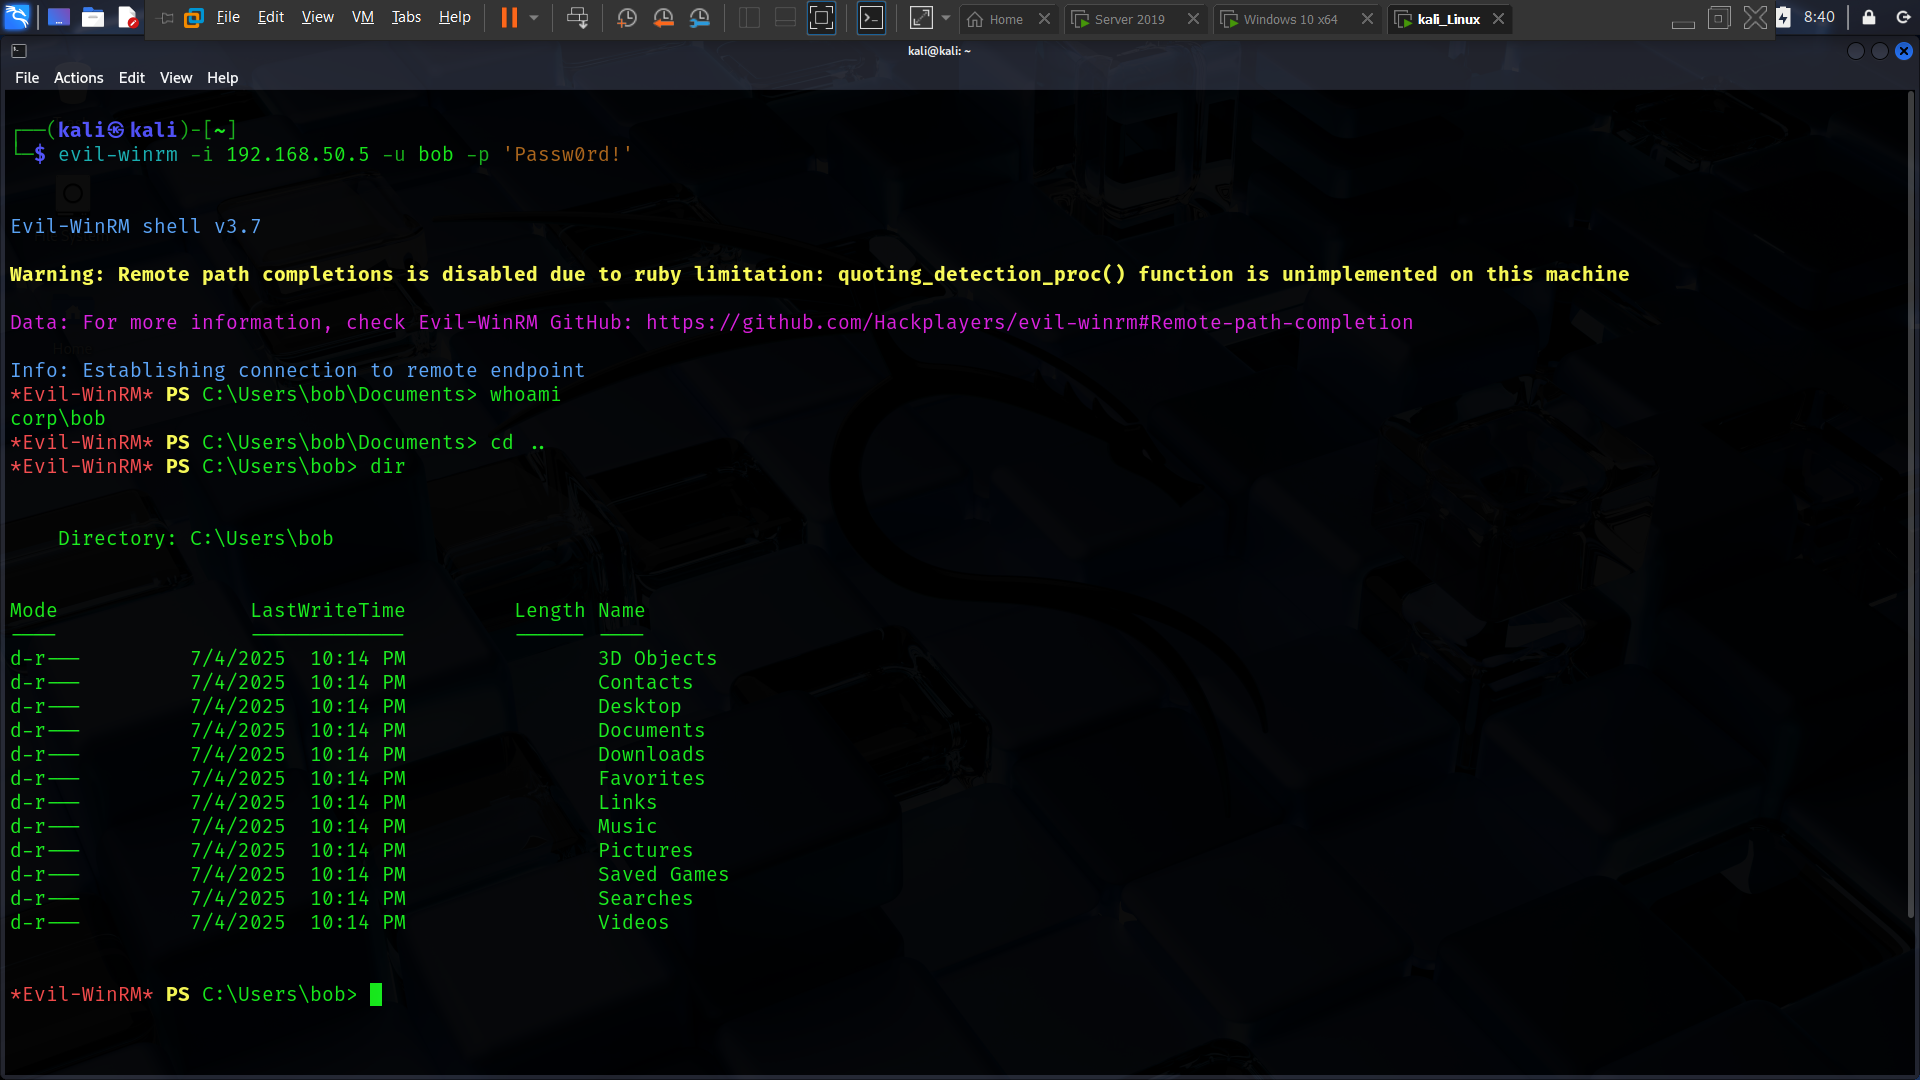 File Edit View VM Tabs Help Home Server 2019 Windows 10 x64 kali_Linux 8:40
kali@kali: ~
File Actions Edit View Help
┌──(kali㉿kali)-[~]
└─$ evil-winrm -i 192.168.50.5 -u bob -p 'Passw0rd!'
Evil-WinRM shell v3.7
Warning: Remote path completions is disabled due to ruby limitation: quoting_detection_proc() function is unimplemented on this machine
Data: For more information, check Evil-WinRM GitHub: https://github.com/Hackplayers/evil-winrm#Remote-path-completion
Info: Establishing connection to remote endpoint
*Evil-WinRM* PS C:\Users\bob\Documents> whoami
corp\bob
*Evil-WinRM* PS C:\Users\bob\Documents> cd ..
*Evil-WinRM* PS C:\Users\bob> dir
Directory: C:\Users\bob
Mode LastWriteTime Length Name
---- ------------- ------ ----
d-r--- 7/4/2025 10:14 PM 3D Objects
d-r--- 7/4/2025 10:14 PM Contacts
d-r--- 7/4/2025 10:14 PM Desktop
d-r--- 7/4/2025 10:14 PM Documents
d-r--- 7/4/2025 10:14 PM Downloads
d-r--- 7/4/2025 10:14 PM Favorites
d-r--- 7/4/2025 10:14 PM Links
d-r--- 7/4/2025 10:14 PM Music
d-r--- 7/4/2025 10:14 PM Pictures
d-r--- 7/4/2025 10:14 PM Saved Games
d-r--- 7/4/2025 10:14 PM Searches
d-r--- 7/4/2025 10:14 PM Videos
*Evil-WinRM* PS C:\Users\bob>